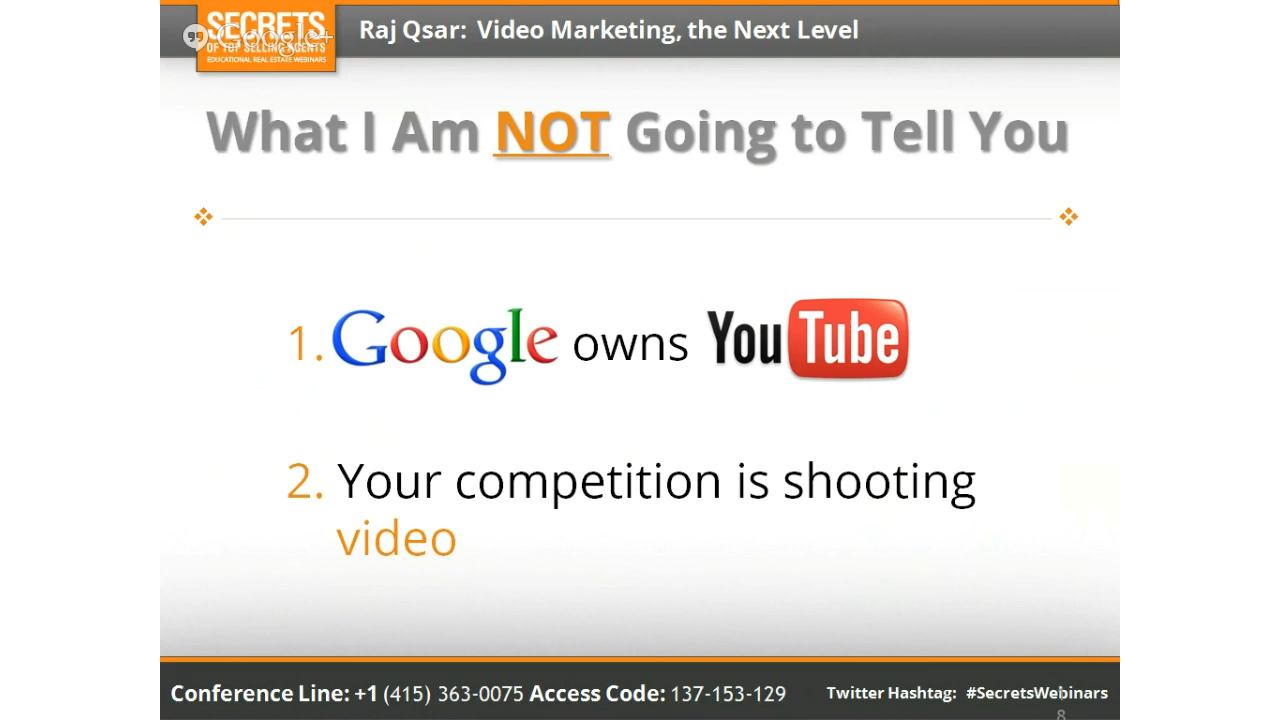 SECRETS
Google+
OF TOP SELLING AGENTS
EDUCATIONAL REAL ESTATE WEBINARS
Raj Qsar: Video Marketing, the Next Level
What I Am NOT Going to Tell You
1. Google owns YouTube
2. Your competition is shooting
video
Conference Line: +1 (415) 363-0075 Access Code: 137-153-129
Twitter Hashtag: #SecretsWebinars
8